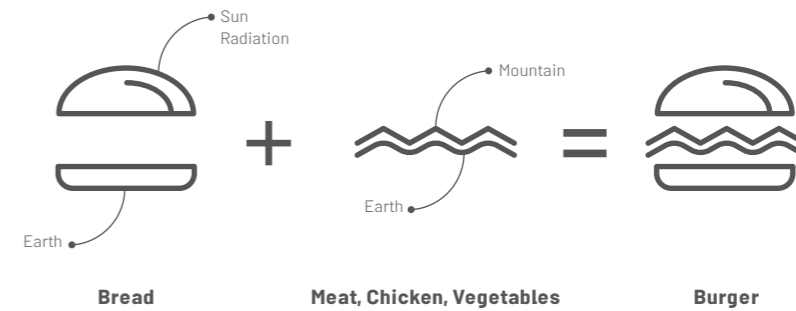 Sun
Radiation
Mountain
Earth
Earth
Bread
Meat, Chicken, Vegetables
Burger